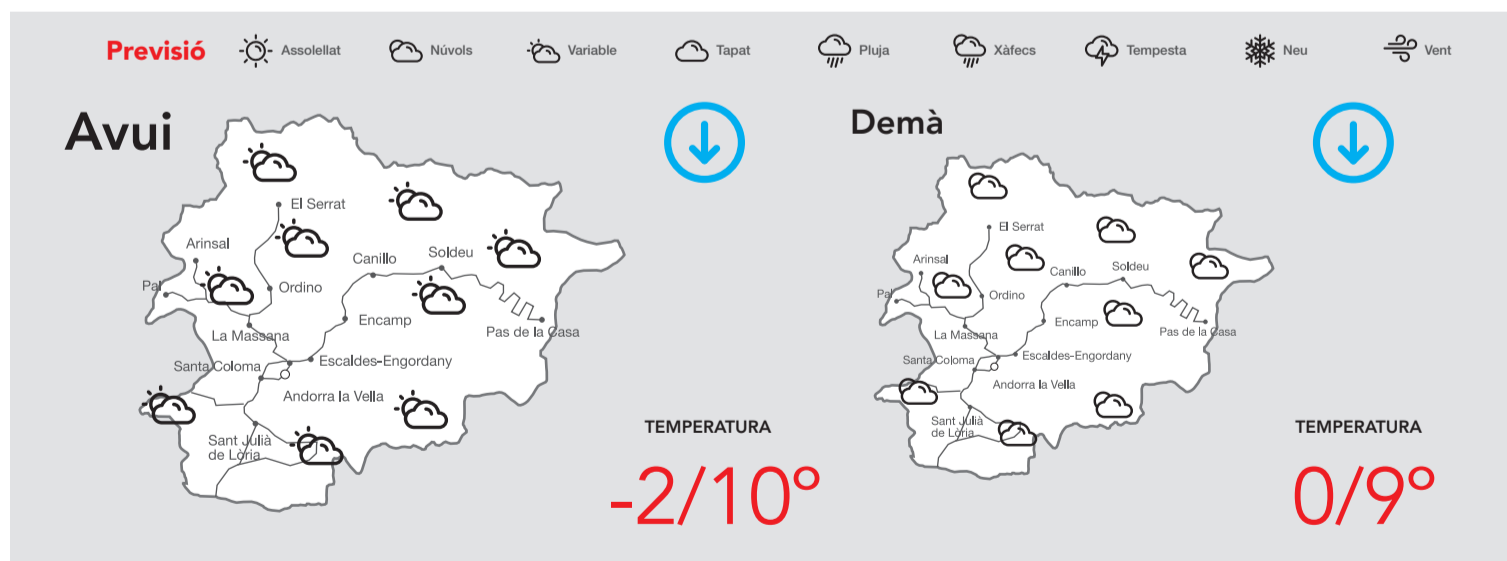 Previsió
Assolellat
Núvols
Variable
Tapat
Pluja
Xàfecs
Tempesta
Neu
Vent
Avui
El Serrat
Arinsal
Canillo
Soldeu
Pal
Ordino
Encamp
La Massana
Pas de la Casa
Santa Coloma
Escaldes-Engordany
Andorra la Vella
Sant Julià
de Lòria
TEMPERATURA
-2/10°
Demà
El Serrat
Arinsal
Canillo
Soldeu
Pal
Ordino
Encamp
La Massana
Pas de la Casa
Santa Coloma
Escaldes-Engordany
Andorra la Vella
Sant Julià
de Lòria
TEMPERATURA
0/9°